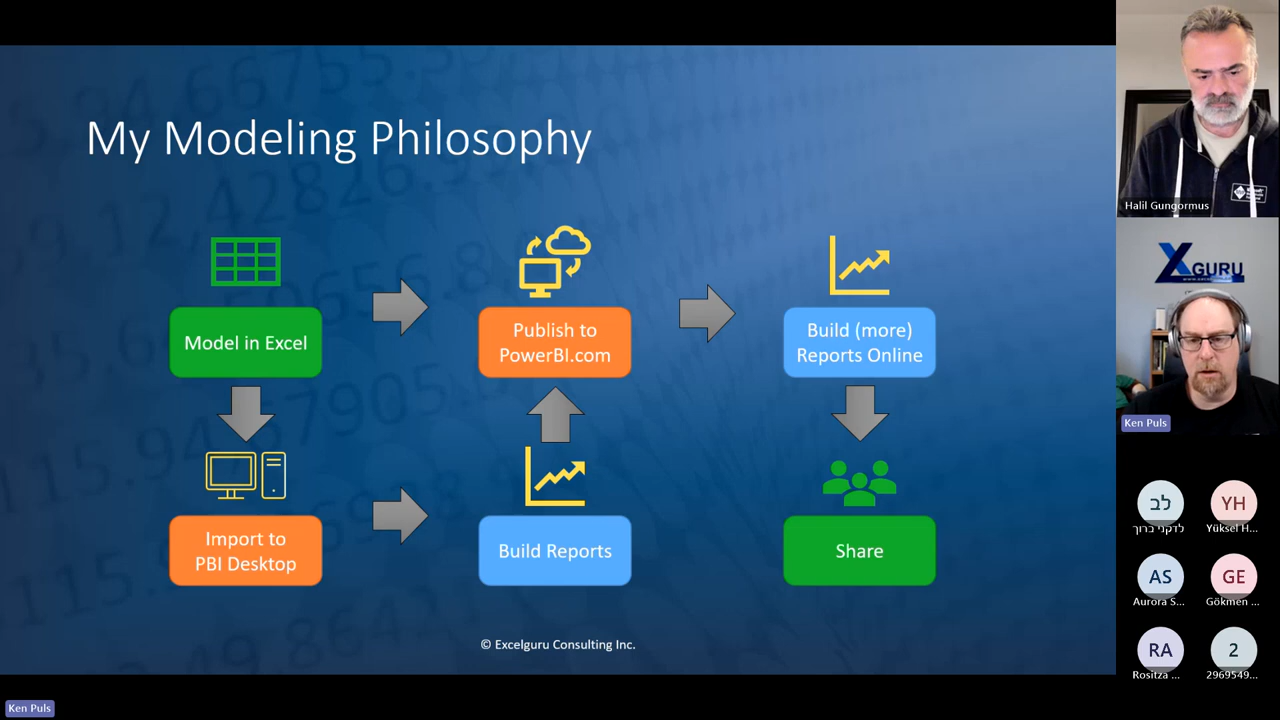 My Modeling Philosophy
Model in Excel
Publish to
PowerBI.com
Build (more)
Reports Online
Import to
PBI Desktop
Build Reports
Share
© Excelguru Consulting Inc.
Ken Puls
Halil Gungormus
XLGURU
Ken Puls
לב
לדקני ברוך
YH
Yüksel H...
AS
Aurora S...
GE
Gökmen ...
RA
Rositza ...
2
2969549...